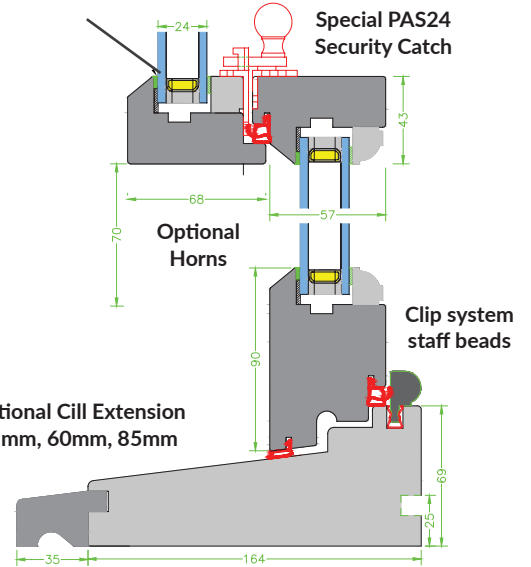 24
Special PAS24
Security Catch
43
68
57
70
Optional
Horns
90
Clip system
staff beads
tional Cill Extension
mm, 60mm, 85mm
69
25
35
164